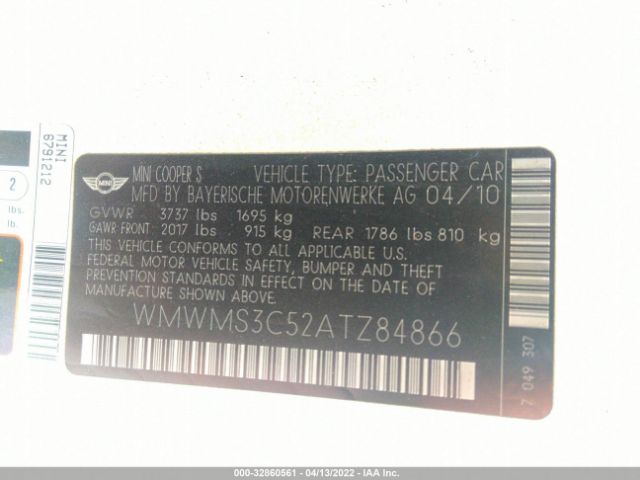 MINI
6791212
2
lbs.
lb.
MINI
MINI COOPER S VEHICLE TYPE: PASSENGER CAR
MFD BY BAYERISCHE MOTORENWERKE AG 04/10
GVWR 3737 lbs 1695 kg
GAWR FRONT: 2017 lbs 915 kg REAR 1786 lbs 810 kg
THIS VEHICLE CONFORMS TO ALL APPLICABLE U.S.
FEDERAL MOTOR VEHICLE SAFETY, BUMPER AND THEFT
PREVENTION STANDARDS IN EFFECT ON THE DATE OF
MANUFACTURE SHOWN ABOVE.
WMWMS3C52ATZ84866
7 049 307
000-32860561 - 04/13/2022 - IAA Inc.